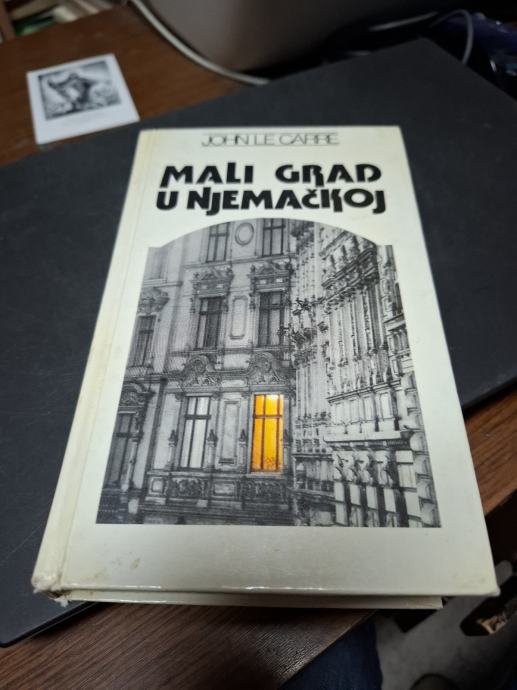 JOHN LE CARRE
MALI GRAD
U NJEMAČKOJ